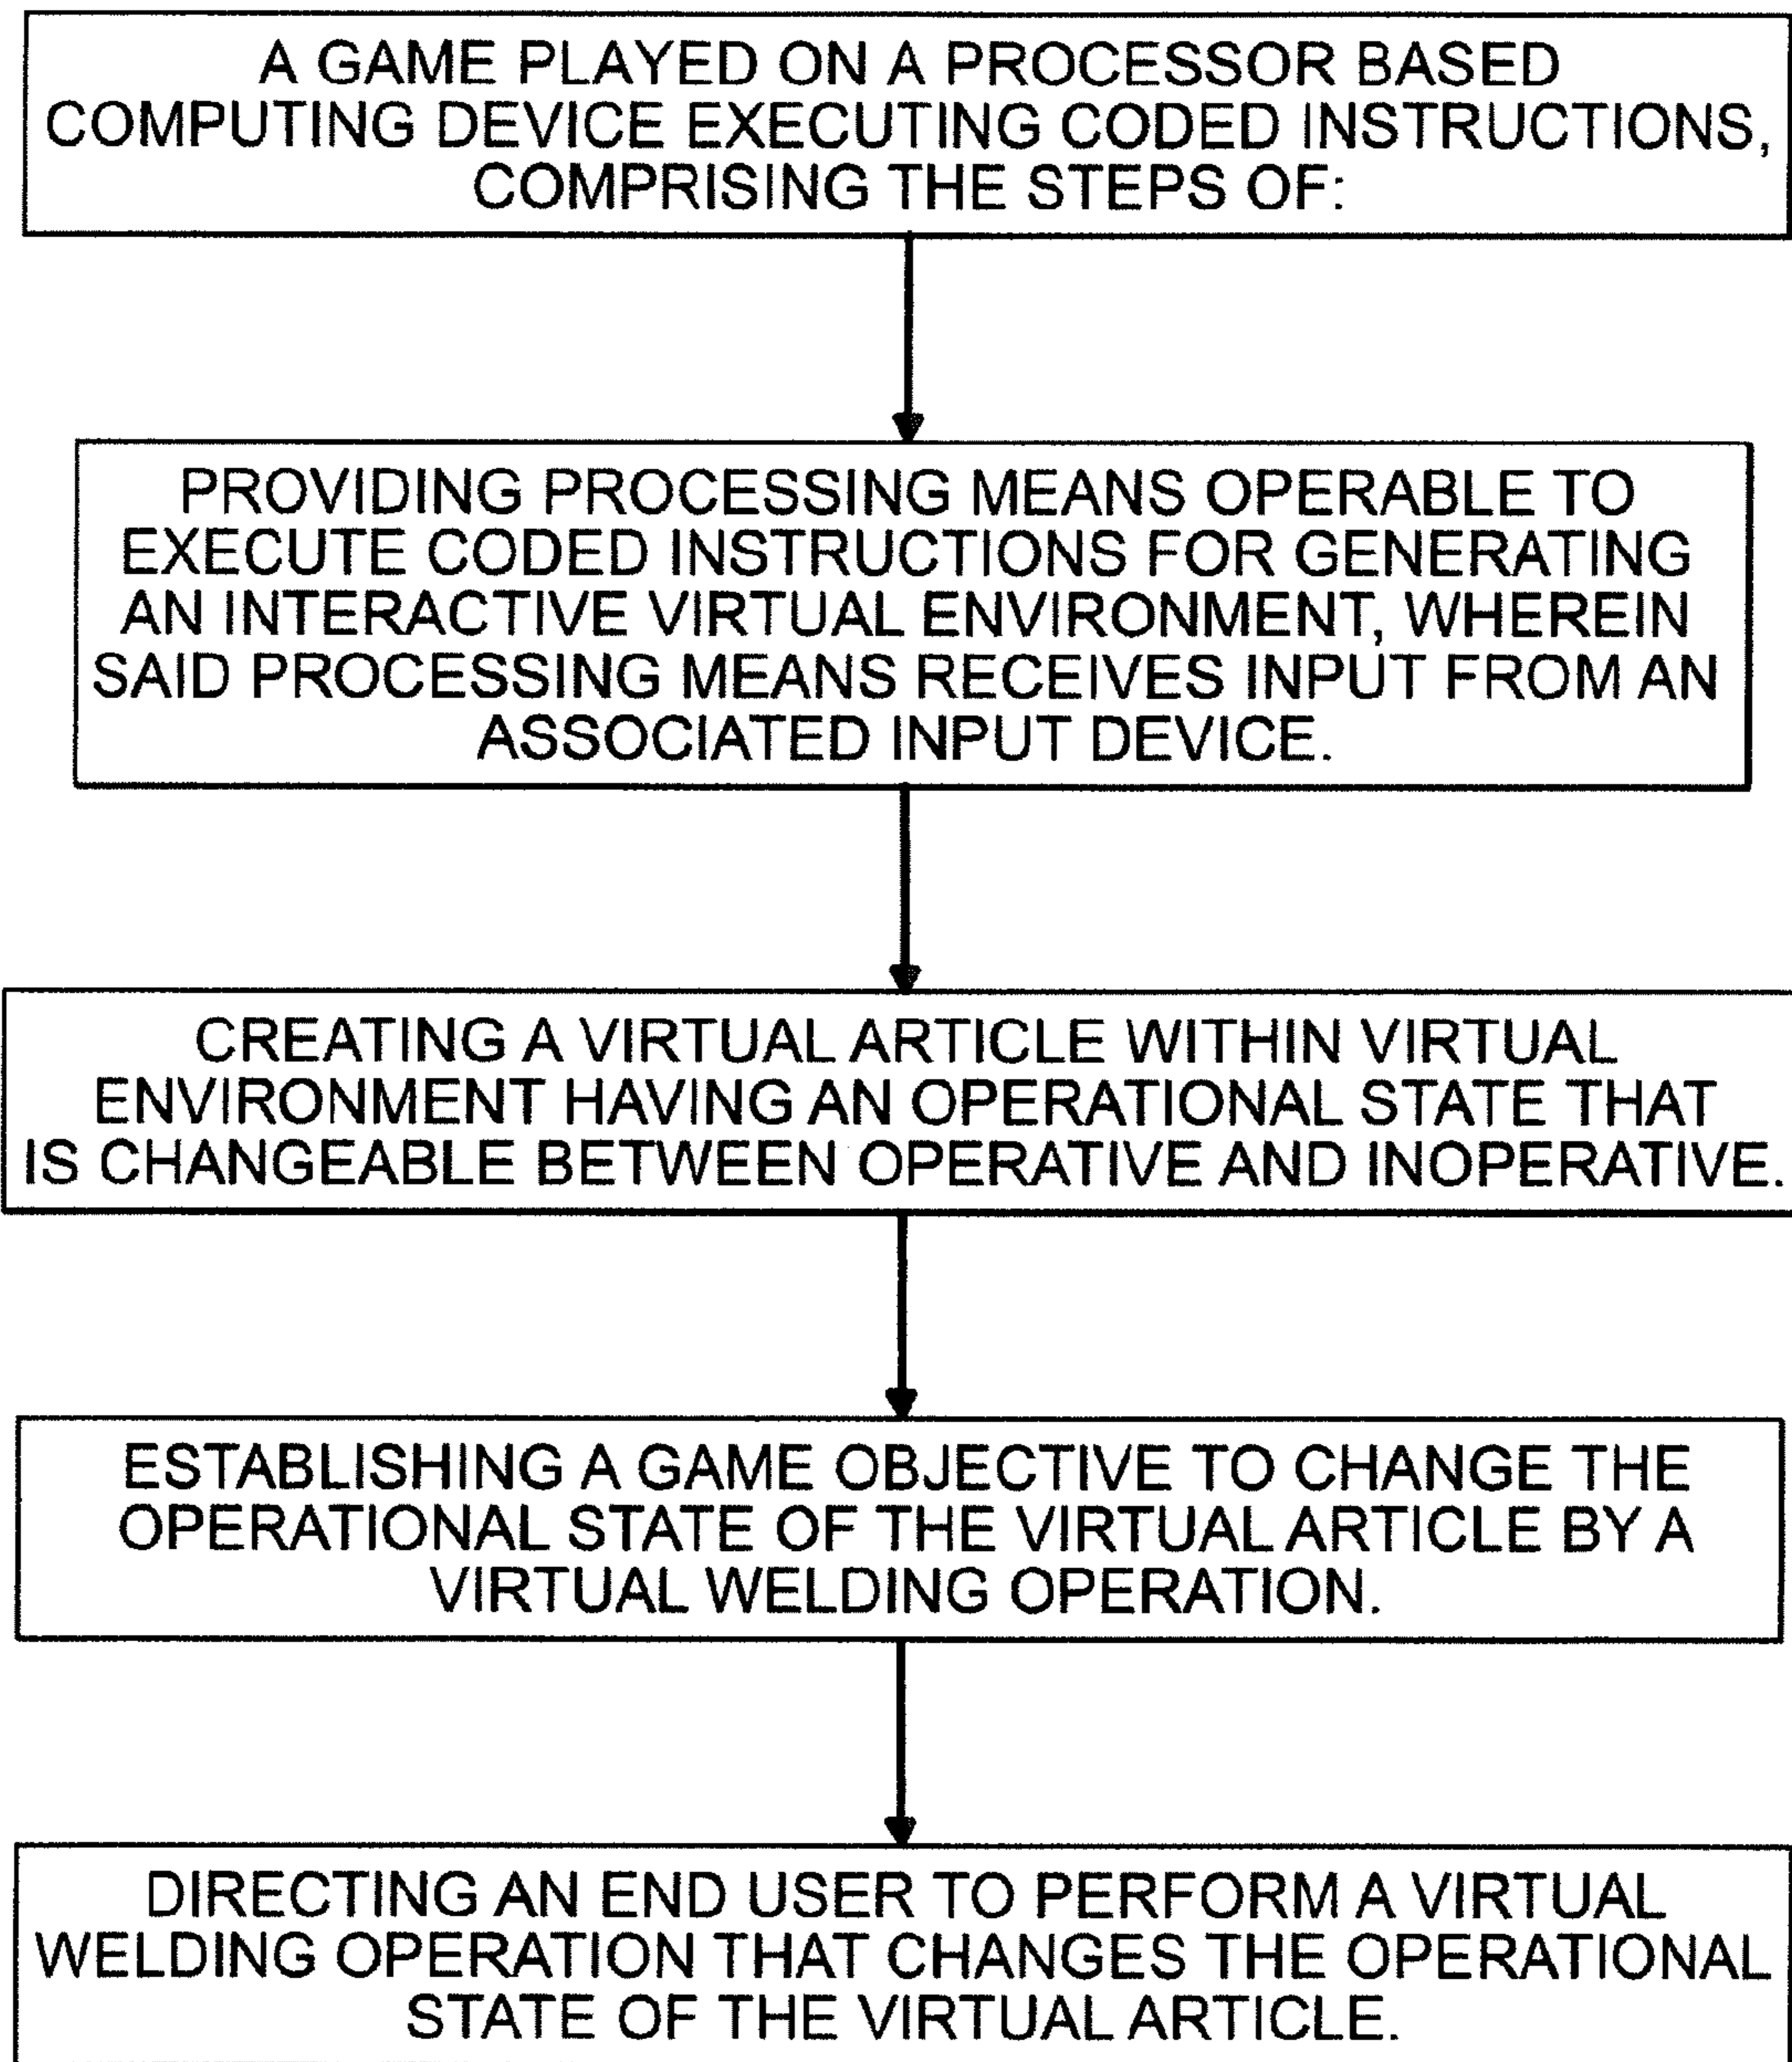 A GAME PLAYED ON A PROCESSOR BASED
COMPUTING DEVICE EXECUTING CODED INSTRUCTIONS,
COMPRISING THE STEPS OF:
PROVIDING PROCESSING MEANS OPERABLE TO
EXECUTE CODED INSTRUCTIONS FOR GENERATING
AN INTERACTIVE VIRTUAL ENVIRONMENT, WHEREIN
SAID PROCESSING MEANS RECEIVES INPUT FROM AN
ASSOCIATED INPUT DEVICE.
CREATING A VIRTUAL ARTICLE WITHIN VIRTUAL
ENVIRONMENT HAVING AN OPERATIONAL STATE THAT
IS CHANGEABLE BETWEEN OPERATIVE AND INOPERATIVE.
ESTABLISHING A GAME OBJECTIVE TO CHANGE THE
OPERATIONAL STATE OF THE VIRTUAL ARTICLE BY A
VIRTUAL WELDING OPERATION.
DIRECTING AN END USER TO PERFORM A VIRTUAL
WELDING OPERATION THAT CHANGES THE OPERATIONAL
STATE OF THE VIRTUAL ARTICLE.